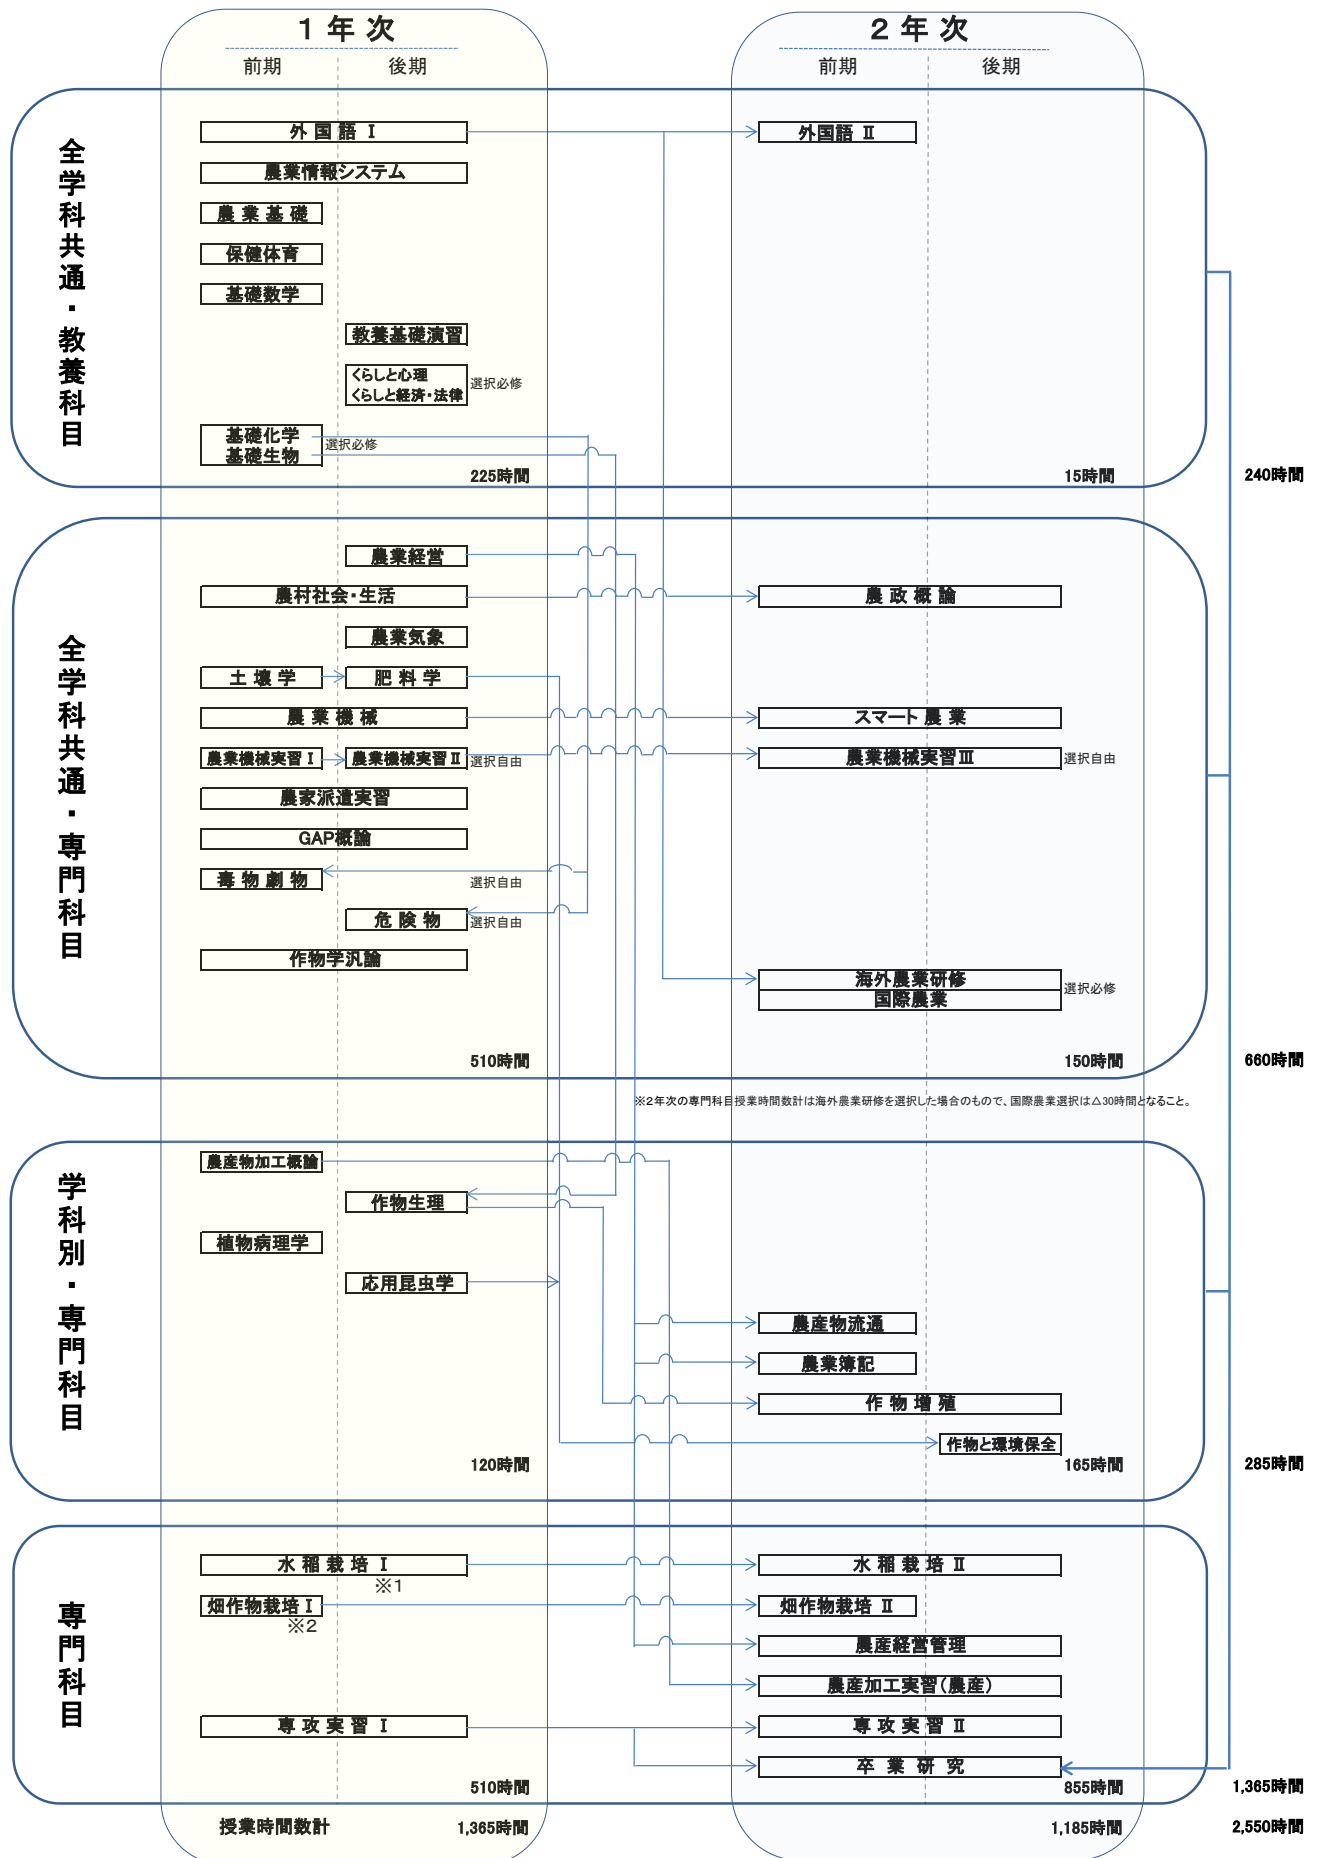 １ 年 次
２ 年 次
前期
後期
前期
後期
全学科共通・教養科目
外 国 語 Ⅰ
外国語 Ⅱ
農業情報システム
農 業 基 礎
保健体育
基礎数学
教養基礎演習
くらしと心理
くらしと経済・法律
選択必修
基礎化学
基礎生物
選択必修
225時間
15時間
240時間
全学科共通・専門科目
農業経営
農村社会・生活
農 政 概 論
農業気象
土 壌 学
肥 料 学
農 業 機 械
スマート 農 業
農業機械実習Ⅰ
農業機械実習Ⅱ
選択自由
農業機械実習Ⅲ
選択自由
農家派遣実習
GAP概論
毒 物 劇 物
選択自由
危 険 物
選択自由
作物学汎論
海外農業研修
国際農業
選択必修
510時間
150時間
660時間
※２年次の専門科目授業時間数計は海外農業研修を選択した場合のもので、国際農業選択は△30時間となること。
学科別・専門科目
農産物加工概論
作物生理
植物病理学
応用昆虫学
農産物流通
農業簿記
作 物 増 殖
作物と環境保全
120時間
165時間
285時間
専門科目
水 稲 栽 培 Ⅰ
※1
水 稲 栽 培 Ⅱ
畑作物栽培Ⅰ
※2
畑作物栽培 Ⅱ
農産経営管理
農産加工実習（農産）
専 攻 実 習 Ⅰ
専 攻 実 習 Ⅱ
卒 業 研 究
510時間
855時間
1,365時間
授業時間数計
1,365時間
1,185時間
2,550時間